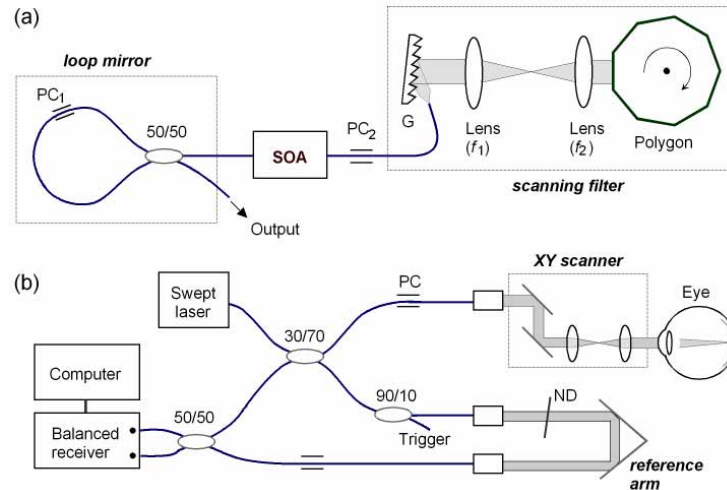 (a)
loop mirror
PC1
50/50
SOA
PC2
G
Lens
(f1)
Lens
(f2)
Polygon
scanning filter
Output
(b)
Swept
laser
30/70
PC
XY scanner
Eye
Computer
Balanced
receiver
50/50
90/10
Trigger
ND
reference
arm